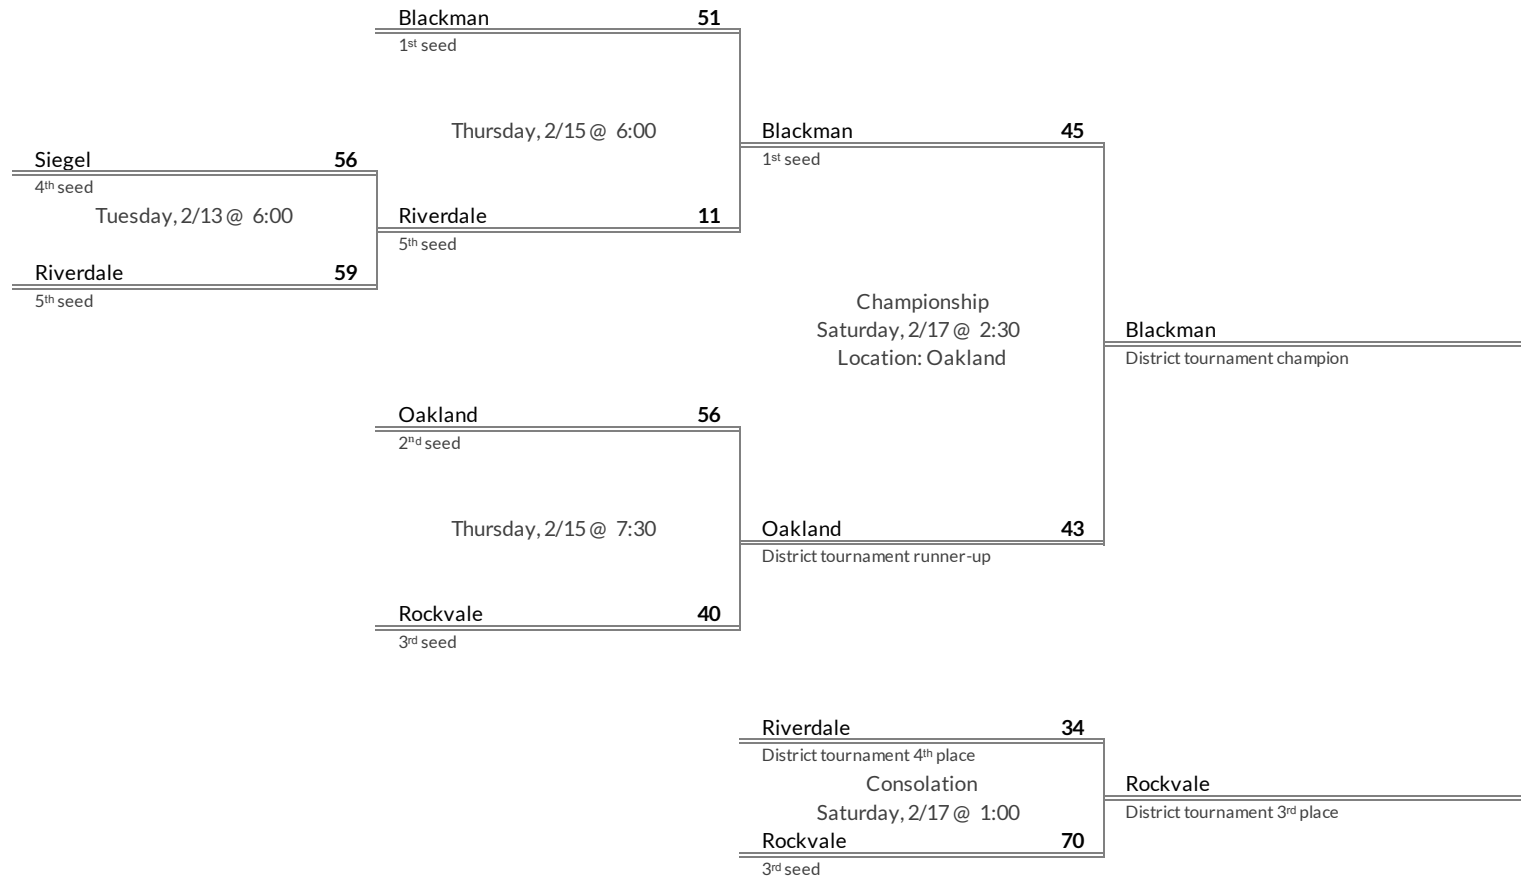 Blackman 51
1st seed
Thursday, 2/15 @ 6:00
Blackman 45
1st seed
Siegel 56
4th seed
Tuesday, 2/13 @ 6:00
Riverdale 11
5th seed
Riverdale 59
5th seed
Championship
Saturday, 2/17 @ 2:30
Location: Oakland
Blackman
District tournament champion
Oakland 56
2nd seed
Thursday, 2/15 @ 7:30
Oakland 43
District tournament runner-up
Rockvale 40
3rd seed
Riverdale 34
District tournament 4th place
Consolation
Saturday, 2/17 @ 1:00
Rockvale
District tournament 3rd place
Rockvale 70
3rd seed